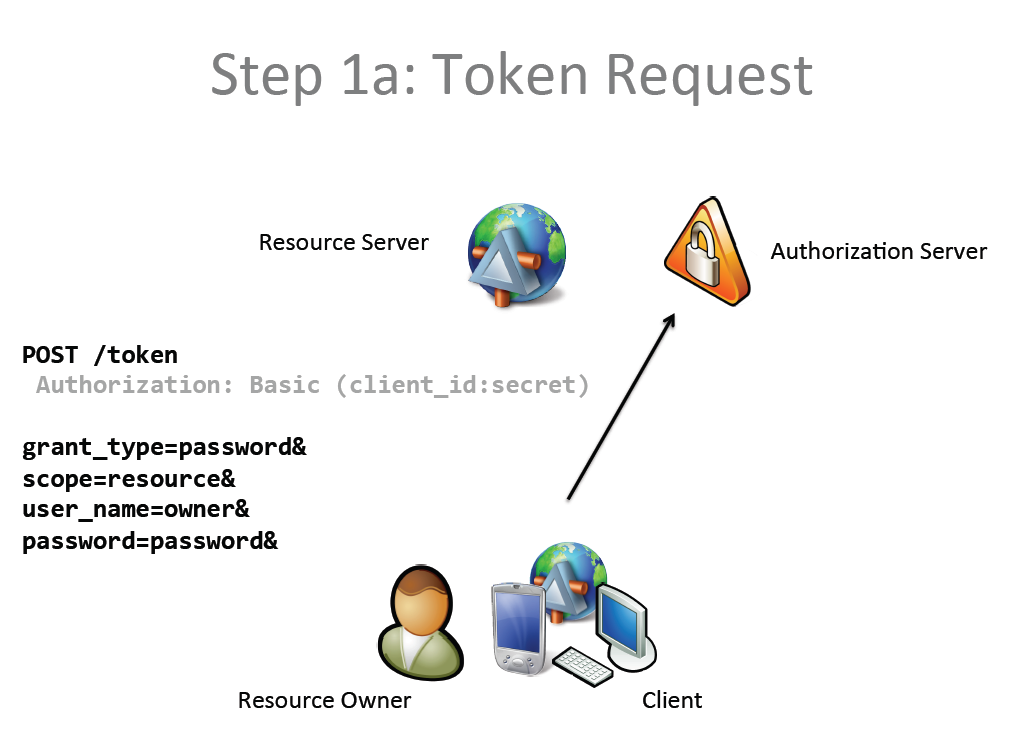 Step 1a: Token Request
Resource Server
Authorization Server
POST /token
Authorization: Basic (client_id:secret)
grant_type=password&
scope=resource&
user_name=owner&
password=password&
Resource Owner
Client